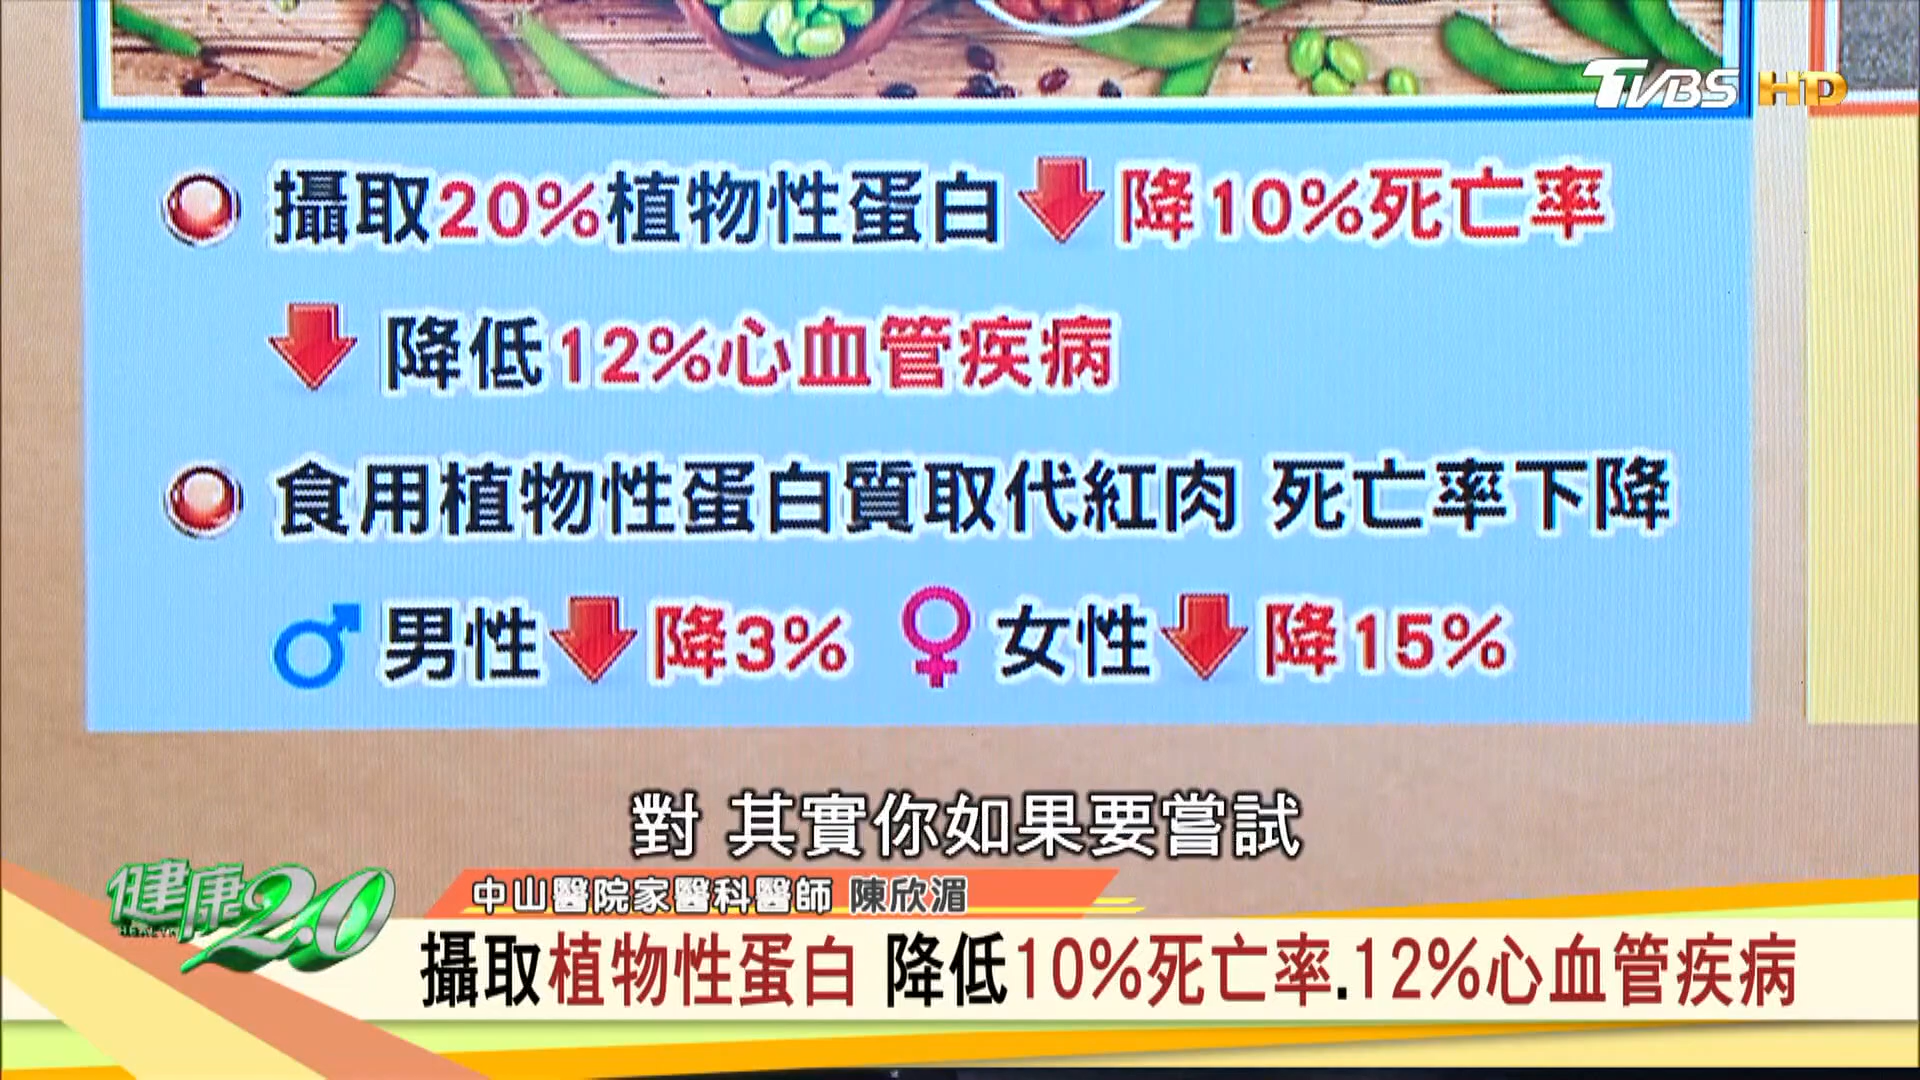 TVBS HD
攝取20%植物性蛋白 降10%死亡率
降低12%心血管疾病
食用植物性蛋白質取代紅肉 死亡率下降
男性 降3% 女性 降15%
對 其實你如果要嘗試
健康2.0
HEALTH
中山醫院家醫科醫師 陳欣湄
攝取植物性蛋白 降低10%死亡率.12%心血管疾病